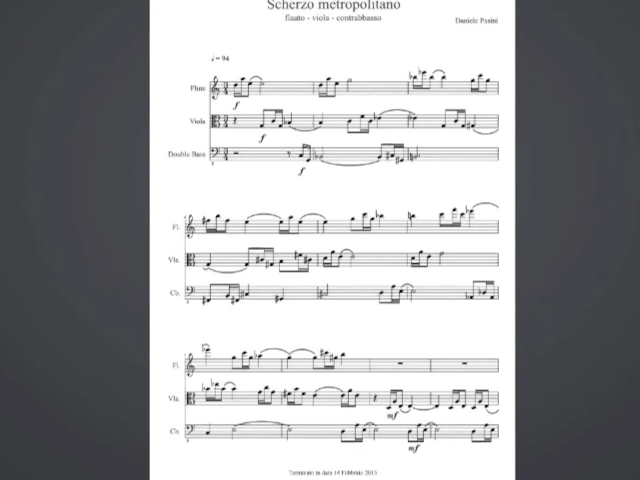 Scherzo metropolitano
flauto - viola - contrabbasso
Daniele Pasini
♩ = 94
Flute
f
Viola
f
Double Bass
f
Fl.
Vla.
Cb.
Fl.
Vla.
mf
Cb.
mf
Terminato in data 14 Febbraio 2013